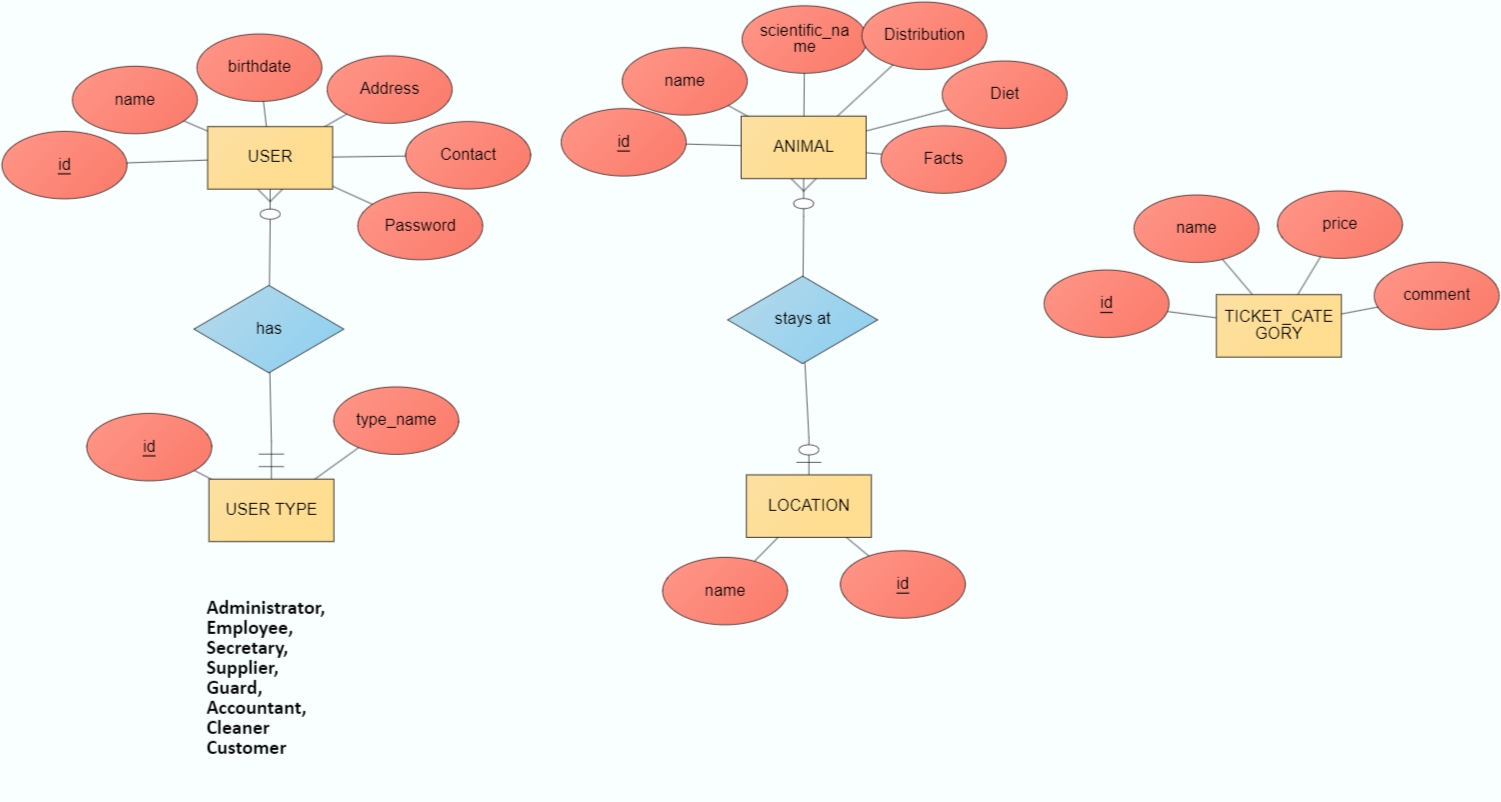 birthdate
name
Address
id
USER
Contact
Password
has
id
type_name
USER TYPE
Administrator,
Employee,
Secretary,
Supplier,
Guard,
Accountant,
Cleaner
Customer
scientific_na
me
Distribution
name
Diet
id
ANIMAL
Facts
stays at
LOCATION
name
id
name
price
id
comment
TICKET_CATE
GORY